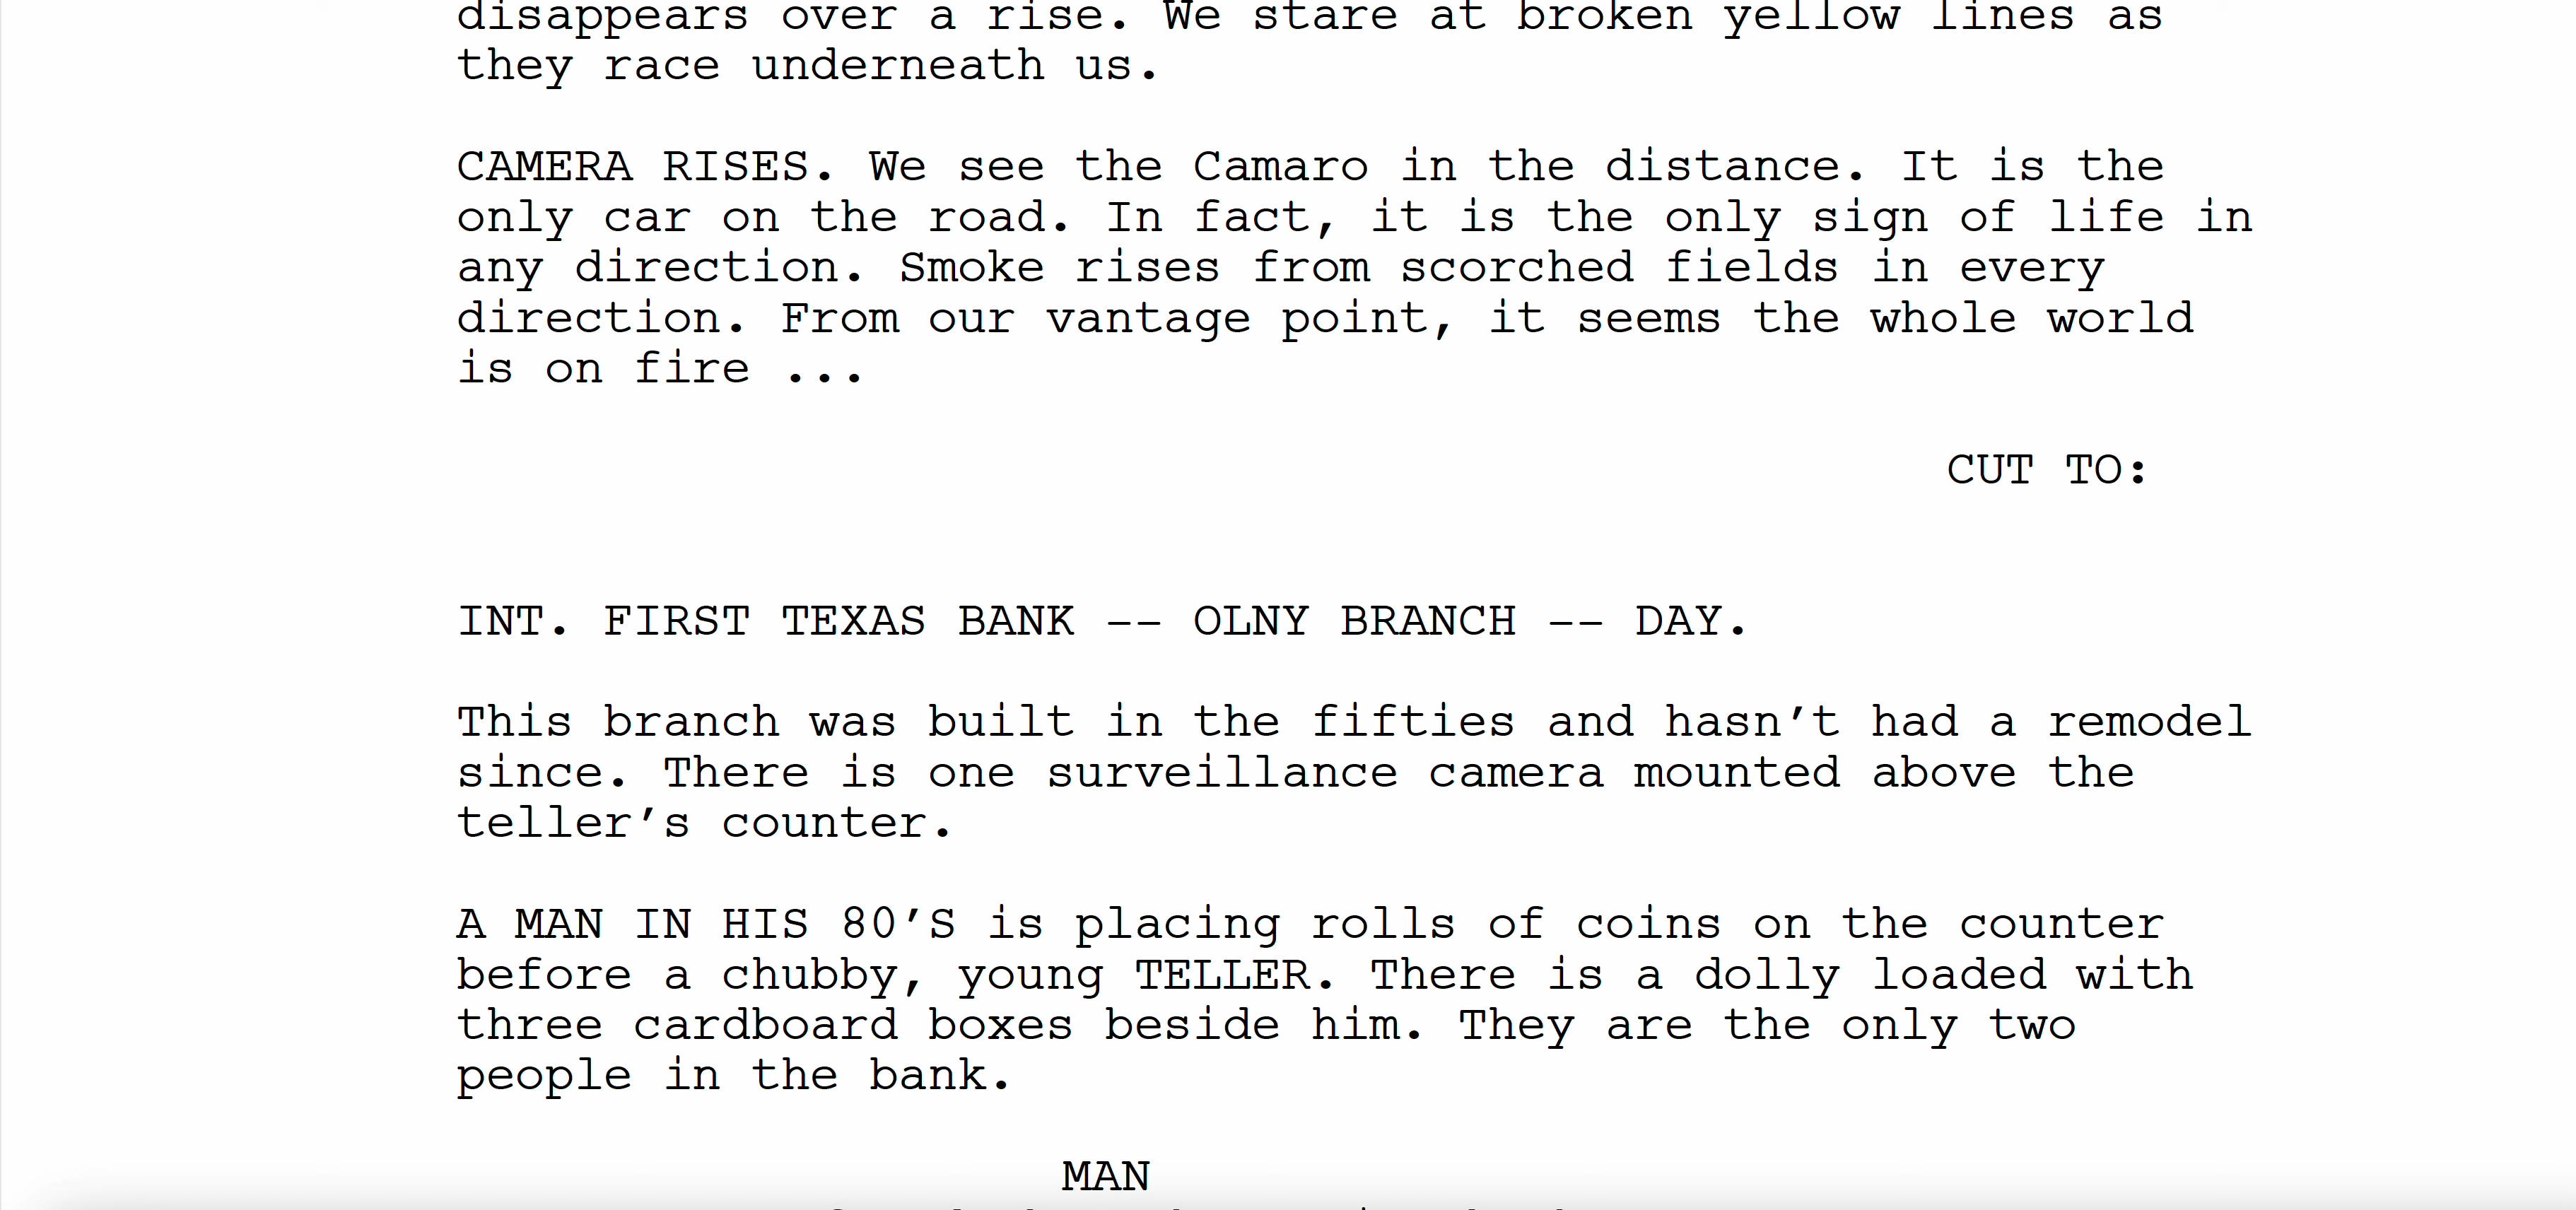 disappears over a rise. We stare at broken yellow lines as
they race underneath us.
CAMERA RISES. We see the Camaro in the distance. It is the
only car on the road. In fact, it is the only sign of life in
any direction. Smoke rises from scorched fields in every
direction. From our vantage point, it seems the whole world
is on fire ...
CUT TO:
INT. FIRST TEXAS BANK -- OLNY BRANCH -- DAY.
This branch was built in the fifties and hasn’t had a remodel
since. There is one surveillance camera mounted above the
teller’s counter.
A MAN IN HIS 80’S is placing rolls of coins on the counter
before a chubby, young TELLER. There is a dolly loaded with
three cardboard boxes beside him. They are the only two
people in the bank.
MAN